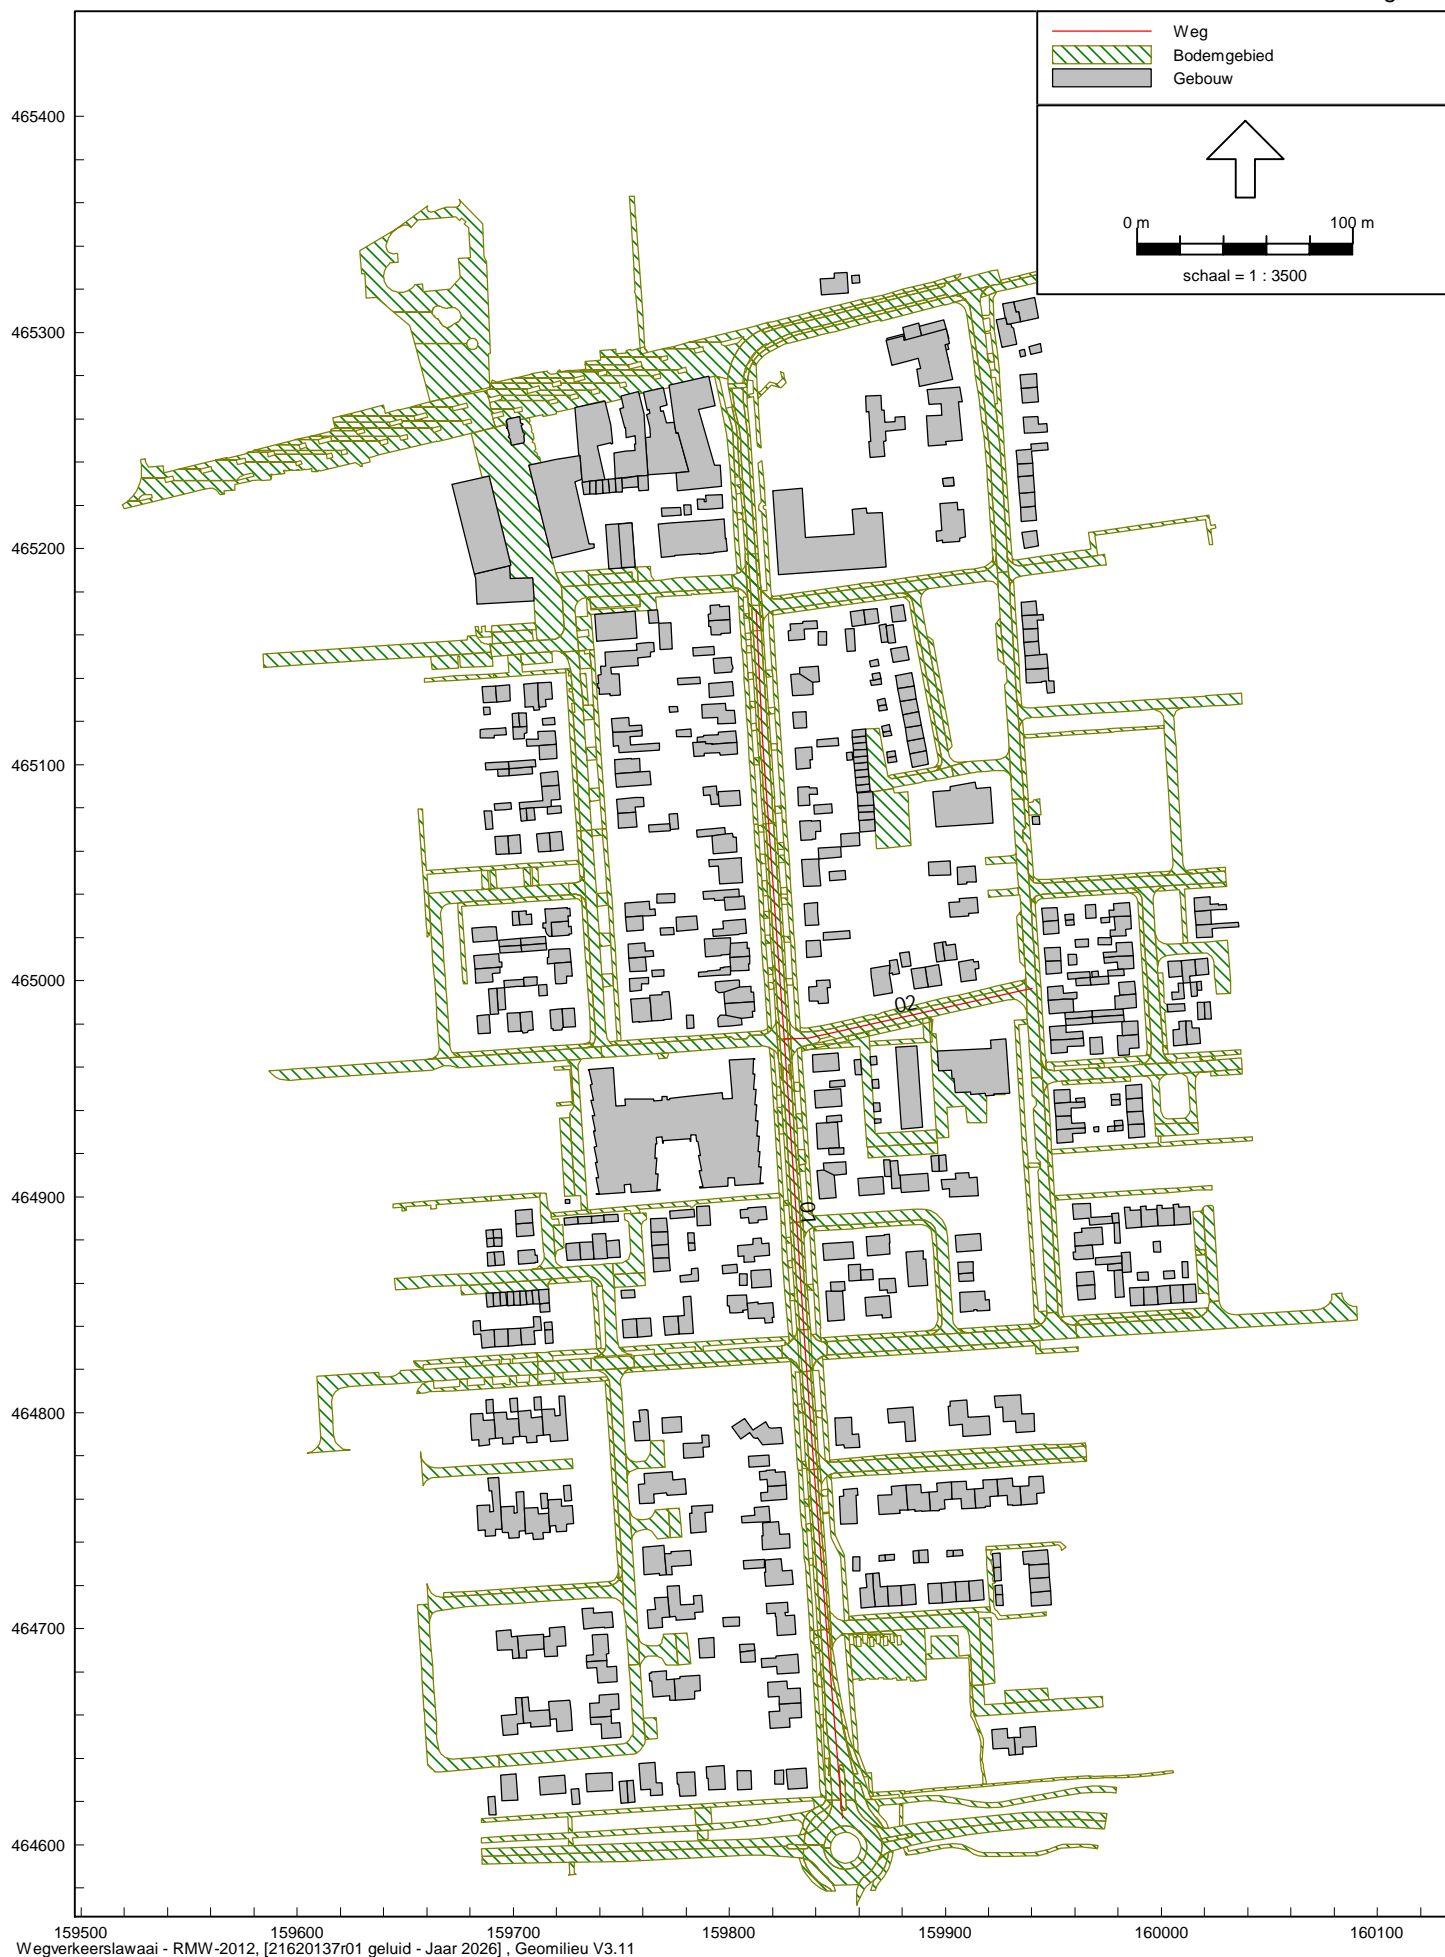 Weg
Bodemgebied
Gebouw
0 m 100 m
schaal = 1 : 3500
465400
465300
465200
465100
465000
02
464900
01
464800
464700
464600
159500 159600 159700 159800 159900 160000 160100
Wegverkeerslawaai - RMW-2012, [21620137r01 geluid - Jaar 2026] , Geomilieu V3.11